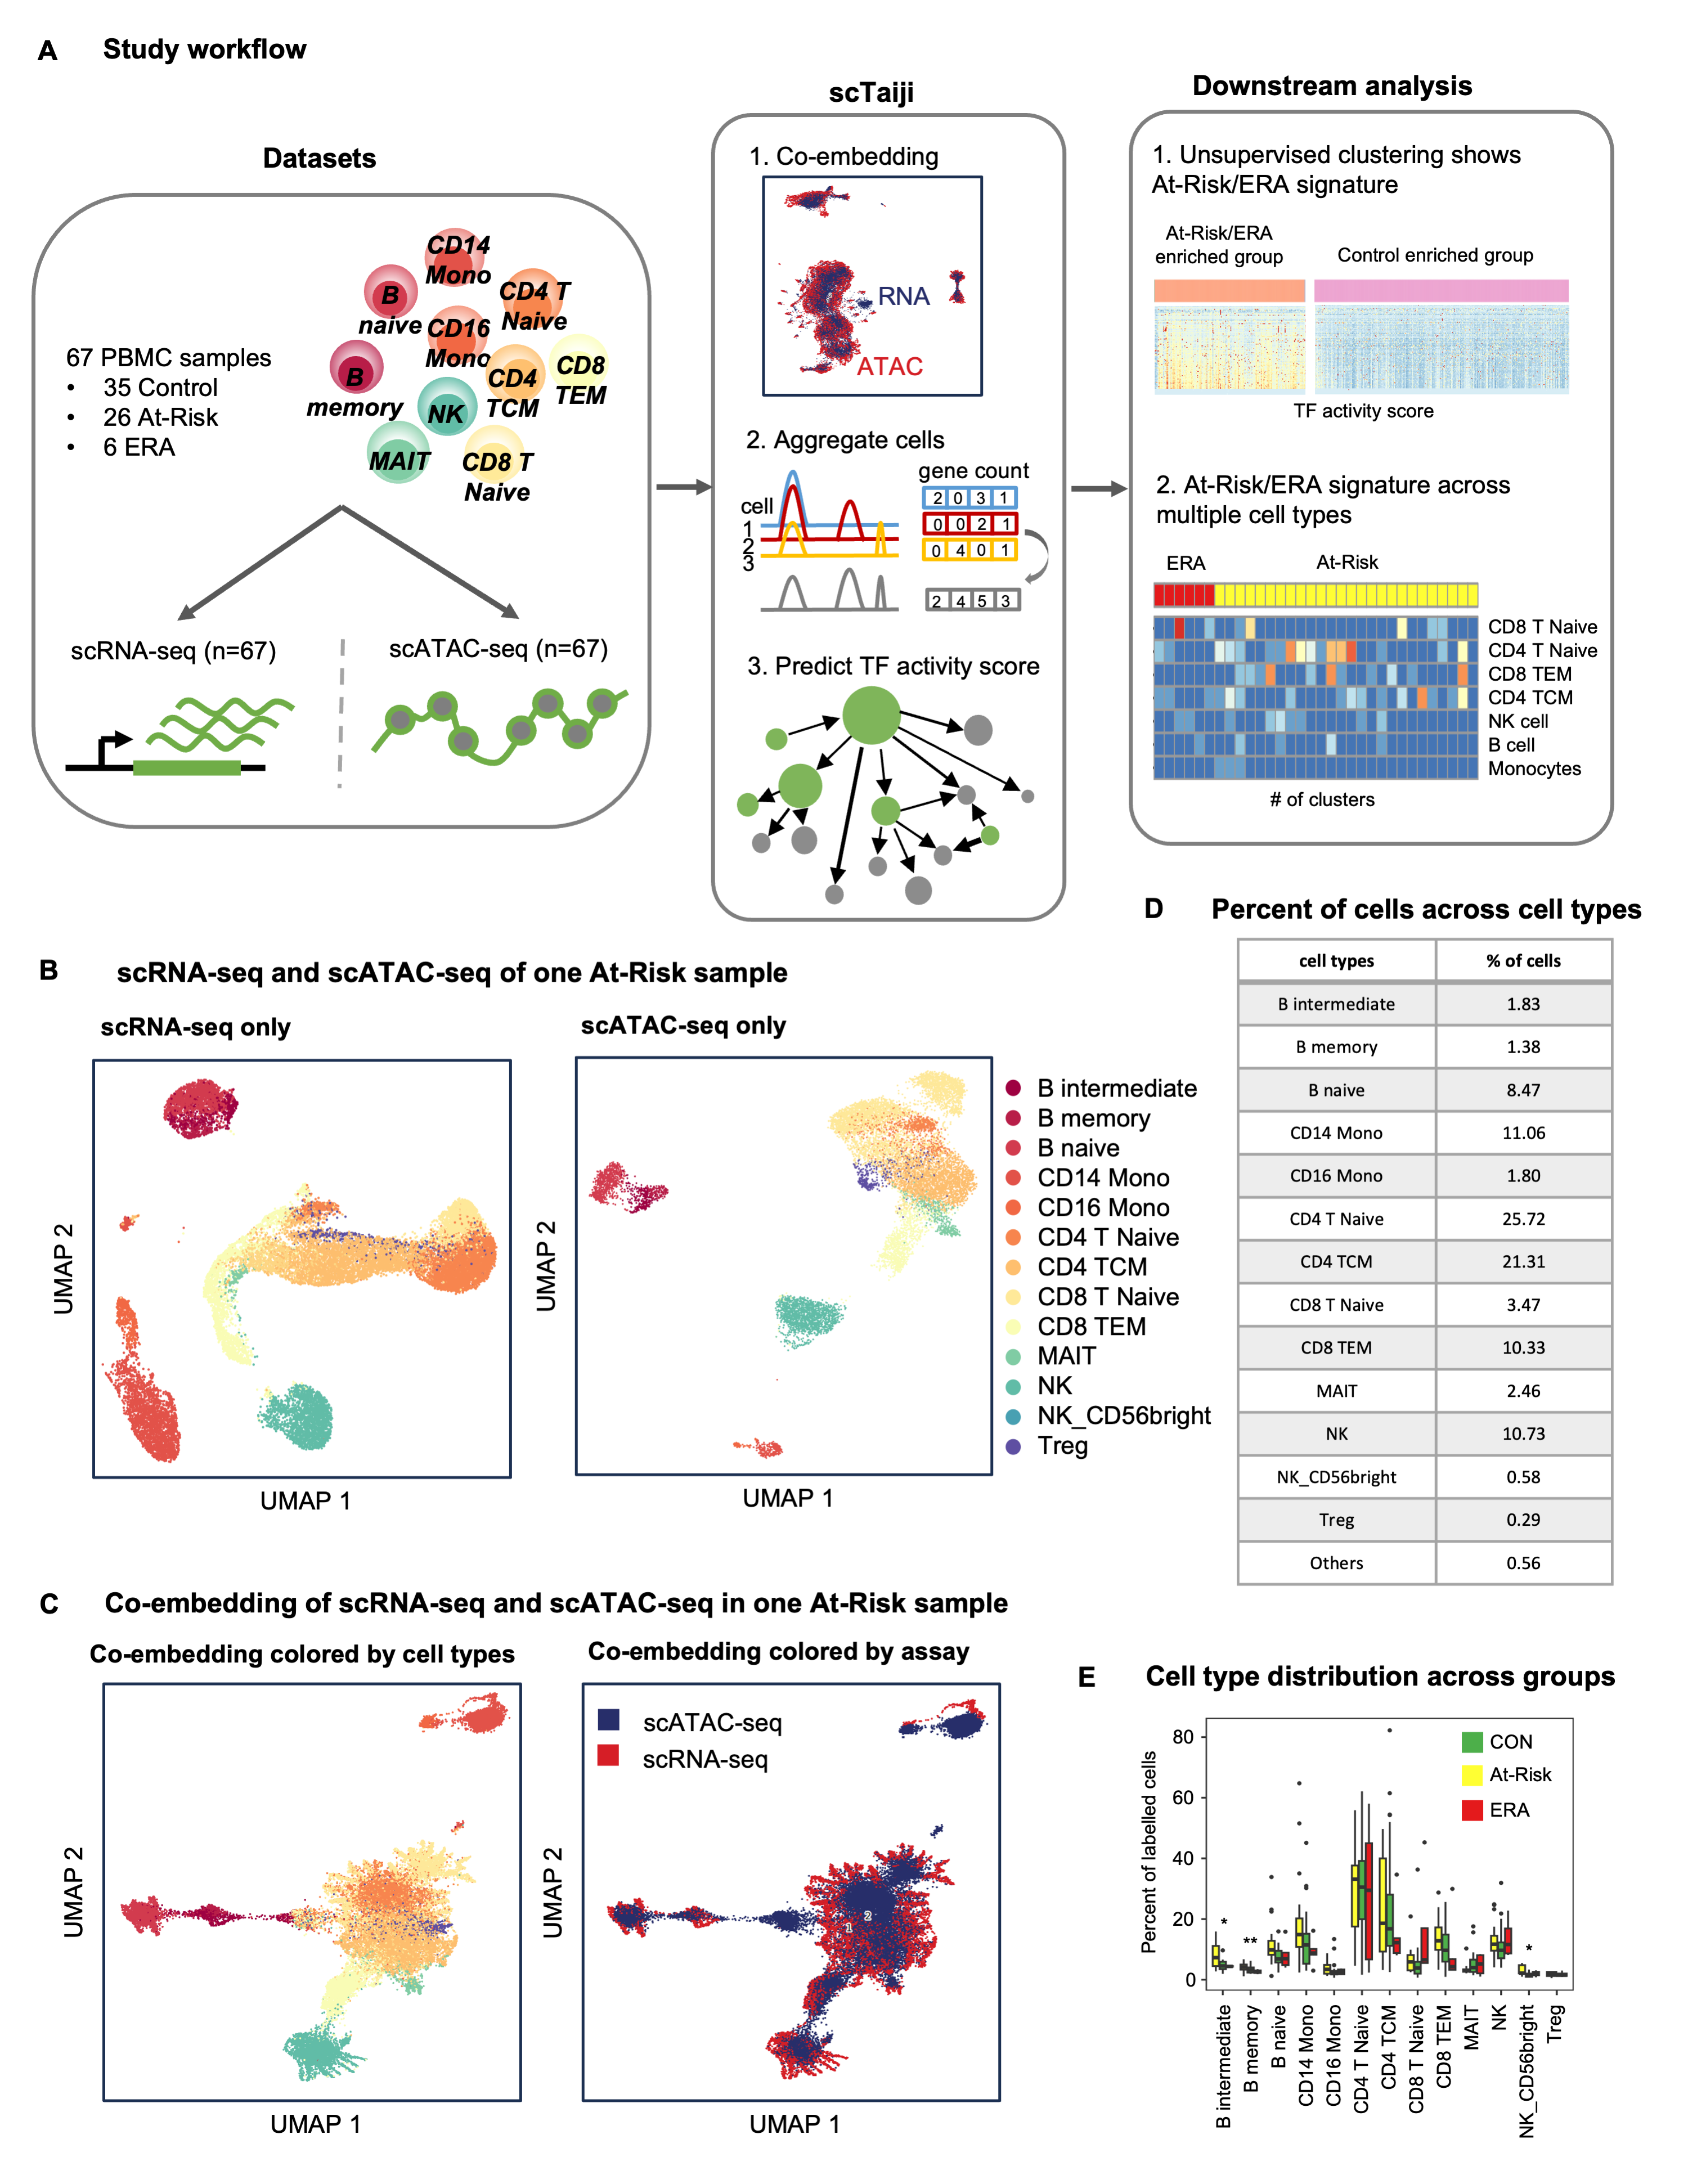 A Study workflow
Datasets
67 PBMC samples
• 35 Control
• 26 At-Risk
• 6 ERA
CD14
Mono
B
naive
CD4 T
Naive
CD16
Mono
B
memory
CD4
TCM
CD8
TEM
NK
MAIT
CD8 T
Naive
scRNA-seq (n=67)
scATAC-seq (n=67)
scTaiji
1. Co-embedding
RNA
ATAC
2. Aggregate cells
gene count
cell
1
2
3
2 0 3 1
0 0 2 1
0 4 0 1
2 4 5 3
3. Predict TF activity score
Downstream analysis
1. Unsupervised clustering shows
At-Risk/ERA signature
At-Risk/ERA
enriched group
Control enriched group
TF activity score
2. At-Risk/ERA signature across
multiple cell types
ERA At-Risk
CD8 T Naive
CD4 T Naive
CD8 TEM
CD4 TCM
NK cell
B cell
Monocytes
# of clusters
B scRNA-seq and scATAC-seq of one At-Risk sample
scRNA-seq only
UMAP 2
UMAP 1
scATAC-seq only
UMAP 2
UMAP 1
B intermediate
B memory
B naive
CD14 Mono
CD16 Mono
CD4 T Naive
CD4 TCM
CD8 T Naive
CD8 TEM
MAIT
NK
NK_CD56bright
Treg
C Co-embedding of scRNA-seq and scATAC-seq in one At-Risk sample
Co-embedding colored by cell types
UMAP 2
UMAP 1
Co-embedding colored by assay
scATAC-seq
scRNA-seq
1
2
UMAP 2
UMAP 1
D Percent of cells across cell types
cell types % of cells
B intermediate 1.83
B memory 1.38
B naive 8.47
CD14 Mono 11.06
CD16 Mono 1.80
CD4 T Naive 25.72
CD4 TCM 21.31
CD8 T Naive 3.47
CD8 TEM 10.33
MAIT 2.46
NK 10.73
NK_CD56bright 0.58
Treg 0.29
Others 0.56
E Cell type distribution across groups
Percent of labelled cells
80
60
40
20
0
CON
At-Risk
ERA
*
**
*
B intermediate
B memory
B naive
CD14 Mono
CD16 Mono
CD4 T Naive
CD4 TCM
CD8 T Naive
CD8 TEM
MAIT
NK
NK_CD56bright
Treg